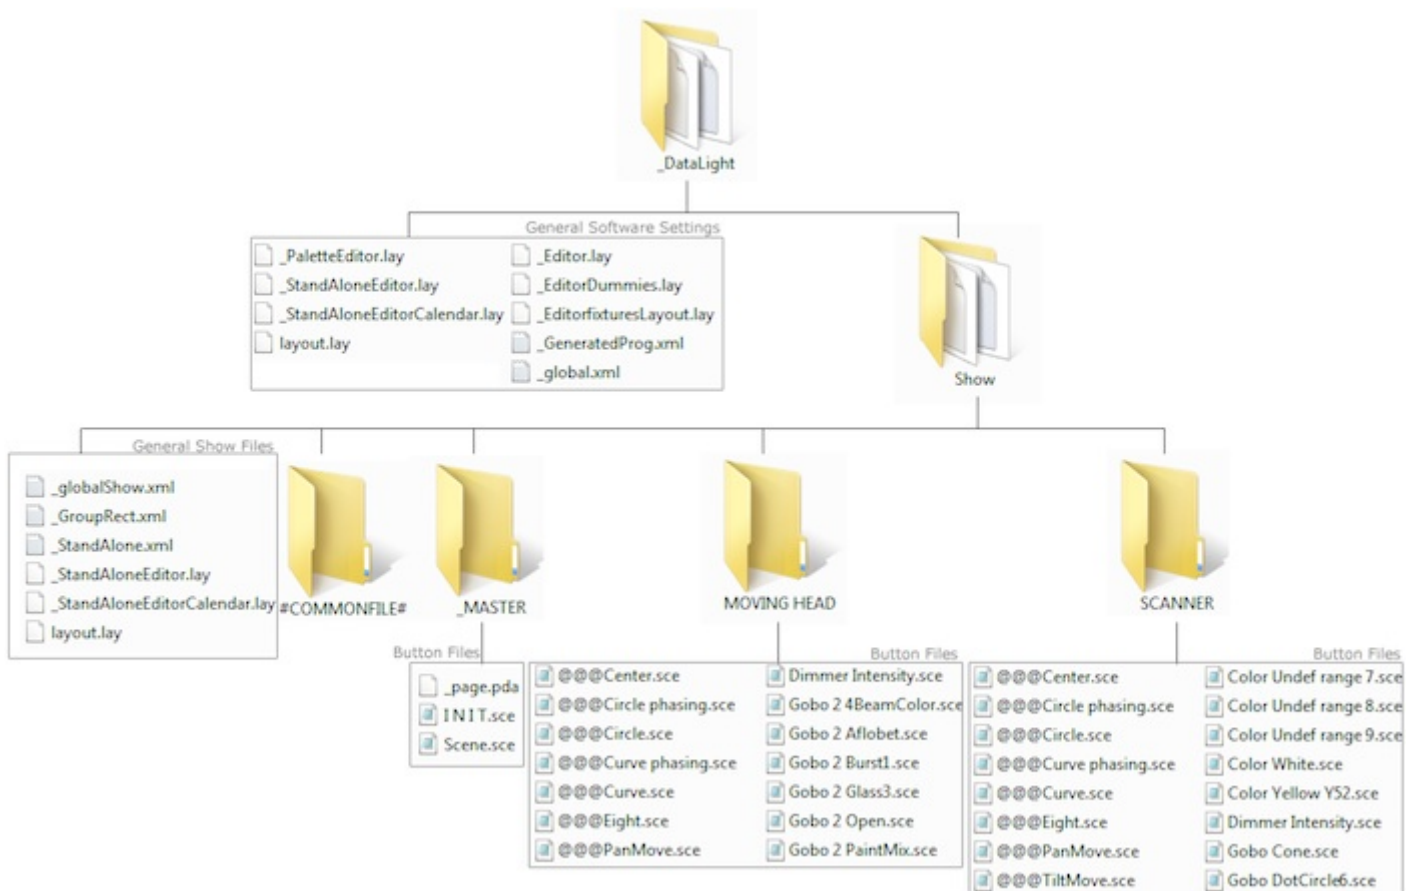 _DataLight
General Software Settings
_PaletteEditor.lay
_StandAloneEditor.lay
_StandAloneEditorCalendar.lay
layout.lay
_Editor.lay
_EditorDummies.lay
_EditorfixturesLayout.lay
_GeneratedProg.xml
_global.xml
Show
General Show Files
_globalShow.xml
_GroupRect.xml
_StandAlone.xml
_StandAloneEditor.lay
_StandAloneEditorCalendar.lay
layout.lay
#COMMONFILE#
_MASTER
Button Files
_page.pda
I N I T.sce
Scene.sce
MOVING HEAD
Button Files
@@@Center.sce
@@@Circle phasing.sce
@@@Circle.sce
@@@Curve phasing.sce
@@@Curve.sce
@@@Eight.sce
@@@PanMove.sce
Dimmer Intensity.sce
Gobo 2 4BeamColor.sce
Gobo 2 Aflobet.sce
Gobo 2 Burst1.sce
Gobo 2 Glass3.sce
Gobo 2 Open.sce
Gobo 2 PaintMix.sce
SCANNER
Button Files
@@@Center.sce
@@@Circle phasing.sce
@@@Circle.sce
@@@Curve phasing.sce
@@@Curve.sce
@@@Eight.sce
@@@PanMove.sce
@@@TiltMove.sce
Color Undef range 7.sce
Color Undef range 8.sce
Color Undef range 9.sce
Color White.sce
Color Yellow Y52.sce
Dimmer Intensity.sce
Gobo Cone.sce
Gobo DotCircle6.sce